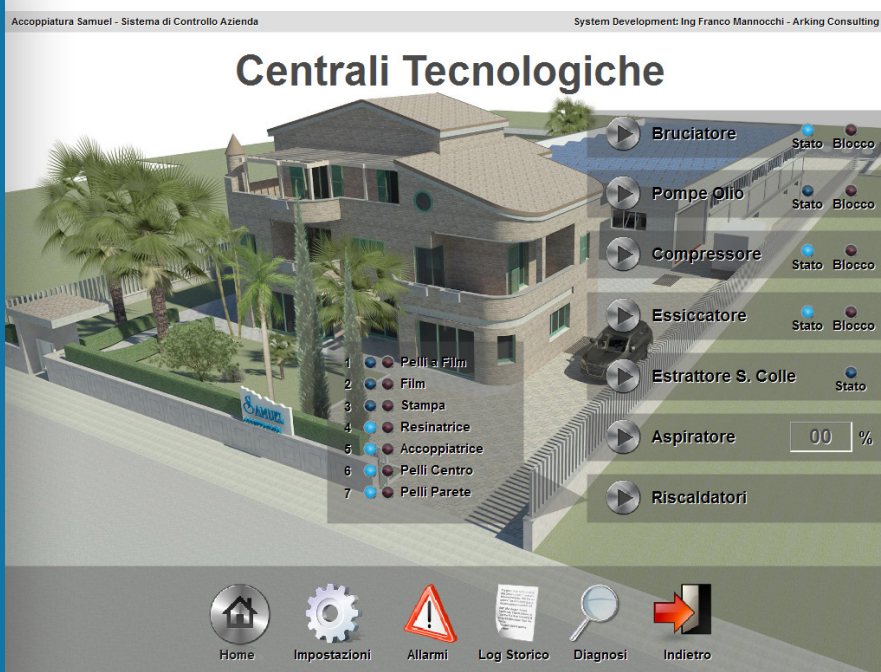 Accoppiatura Samuel - Sistema di Controllo Azienda
System Development: Ing Franco Mannocchi - Arking Consulting
Centrali Tecnologiche
Bruciatore
Stato Blocco
Pompe Olio
Stato Blocco
Compressore
Stato Blocco
Essiccatore
Stato Blocco
Estrattore S. Colle
Stato
Aspiratore 00 %
Riscaldatori
1 Pelli a Film
2 Film
3 Stampa
4 Resinatrice
5 Accoppiatrice
6 Pelli Centro
7 Pelli Parete
SAMUEL
Home Impostazioni Allarmi Log Storico Diagnosi Indietro